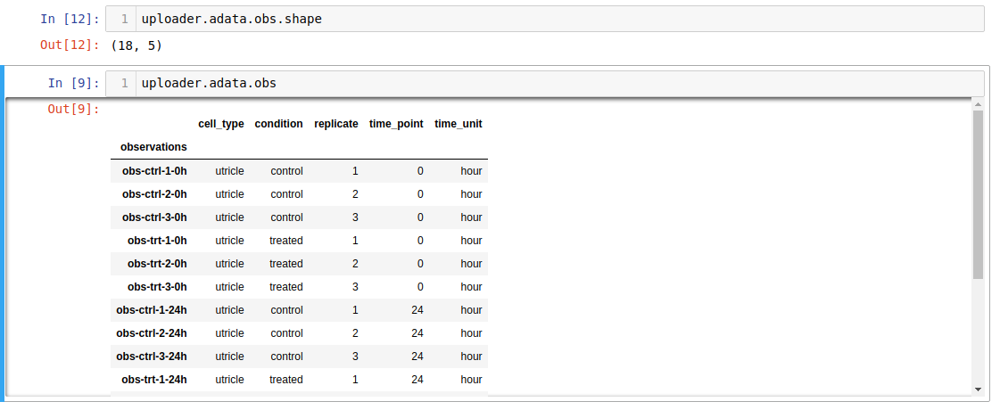 In [12]: 1 uploader.adata.obs.shape
Out[12]: (18, 5)
In [9]: 1 uploader.adata.obs
Out[9]:
cell_type condition replicate time_point time_unit
observations
obs-ctrl-1-0h utricle control 1 0 hour
obs-ctrl-2-0h utricle control 2 0 hour
obs-ctrl-3-0h utricle control 3 0 hour
obs-trt-1-0h utricle treated 1 0 hour
obs-trt-2-0h utricle treated 2 0 hour
obs-trt-3-0h utricle treated 3 0 hour
obs-ctrl-1-24h utricle control 1 24 hour
obs-ctrl-2-24h utricle control 2 24 hour
obs-ctrl-3-24h utricle control 3 24 hour
obs-trt-1-24h utricle treated 1 24 hour